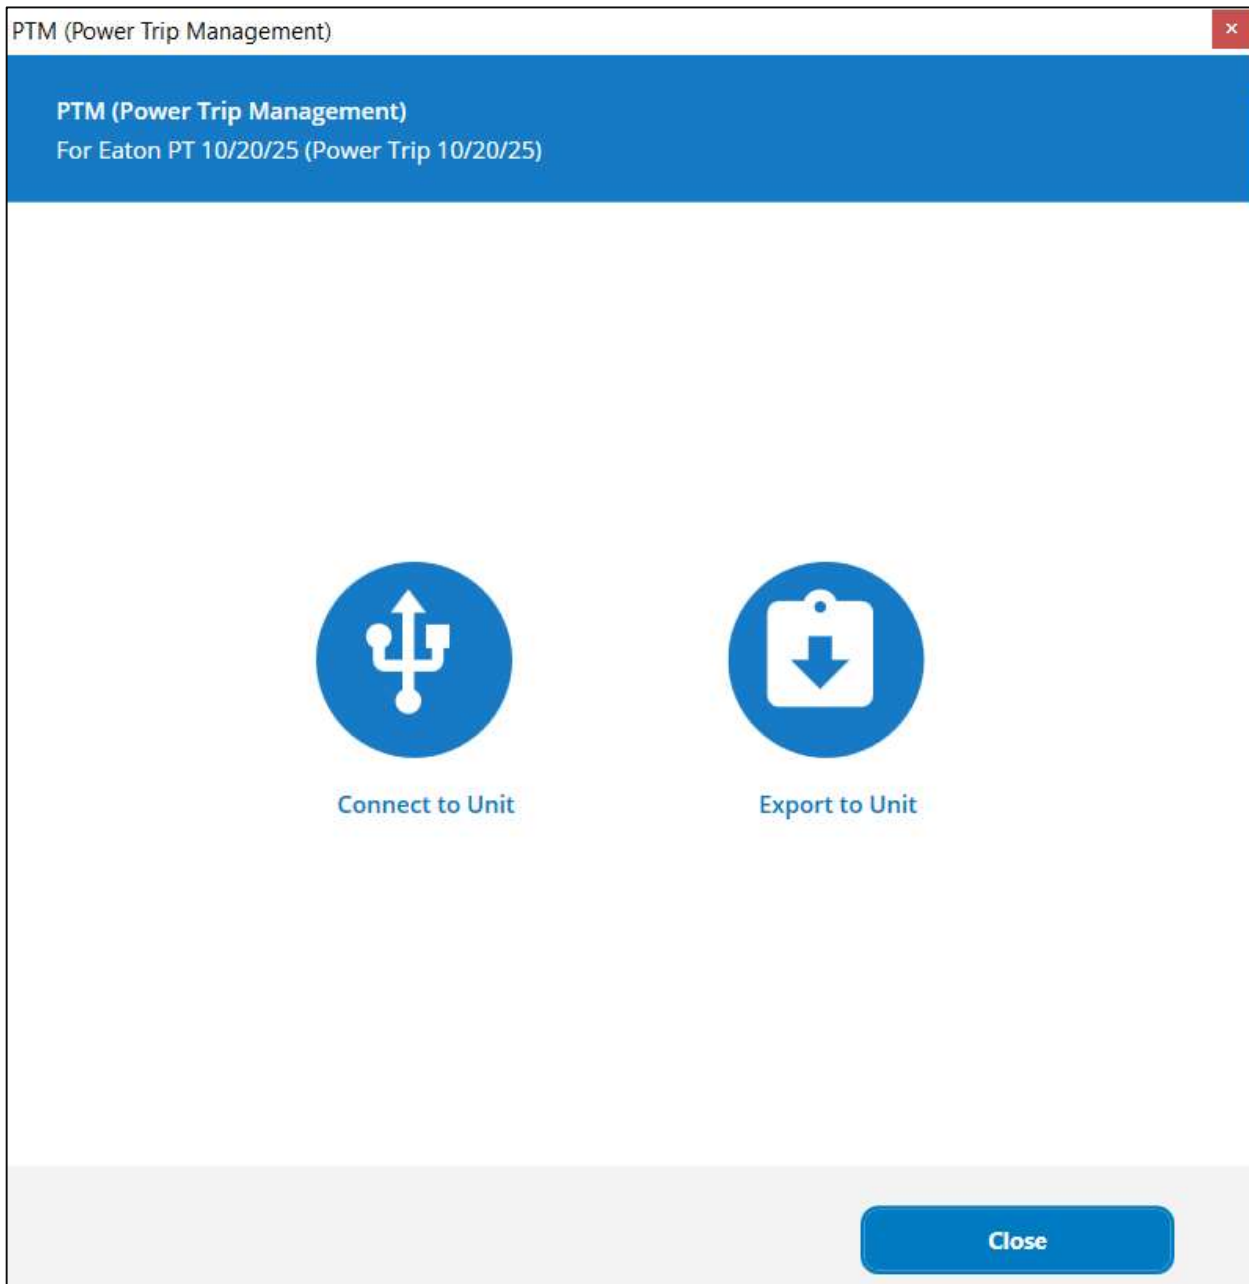 PTM (Power Trip Management)
PTM (Power Trip Management)
For Eaton PT 10/20/25 (Power Trip 10/20/25)
Connect to Unit
Export to Unit
Close